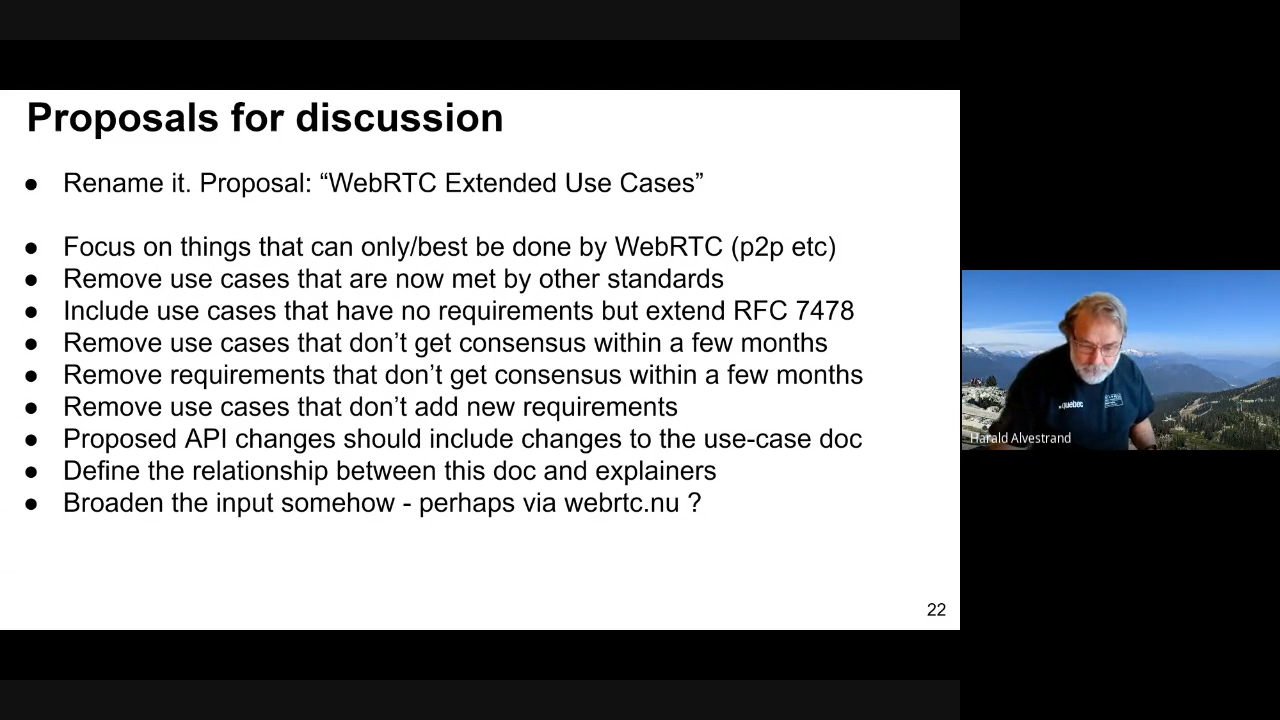 Proposals for discussion
● Rename it. Proposal: “WebRTC Extended Use Cases”
● Focus on things that can only/best be done by WebRTC (p2p etc)
● Remove use cases that are now met by other standards
● Include use cases that have no requirements but extend RFC 7478
● Remove use cases that don’t get consensus within a few months
● Remove requirements that don’t get consensus within a few months
● Remove use cases that don’t add new requirements
● Proposed API changes should include changes to the use-case doc
● Define the relationship between this doc and explainers
● Broaden the input somehow - perhaps via webrtc.nu ?
22
.quebec
Harald Alvestrand